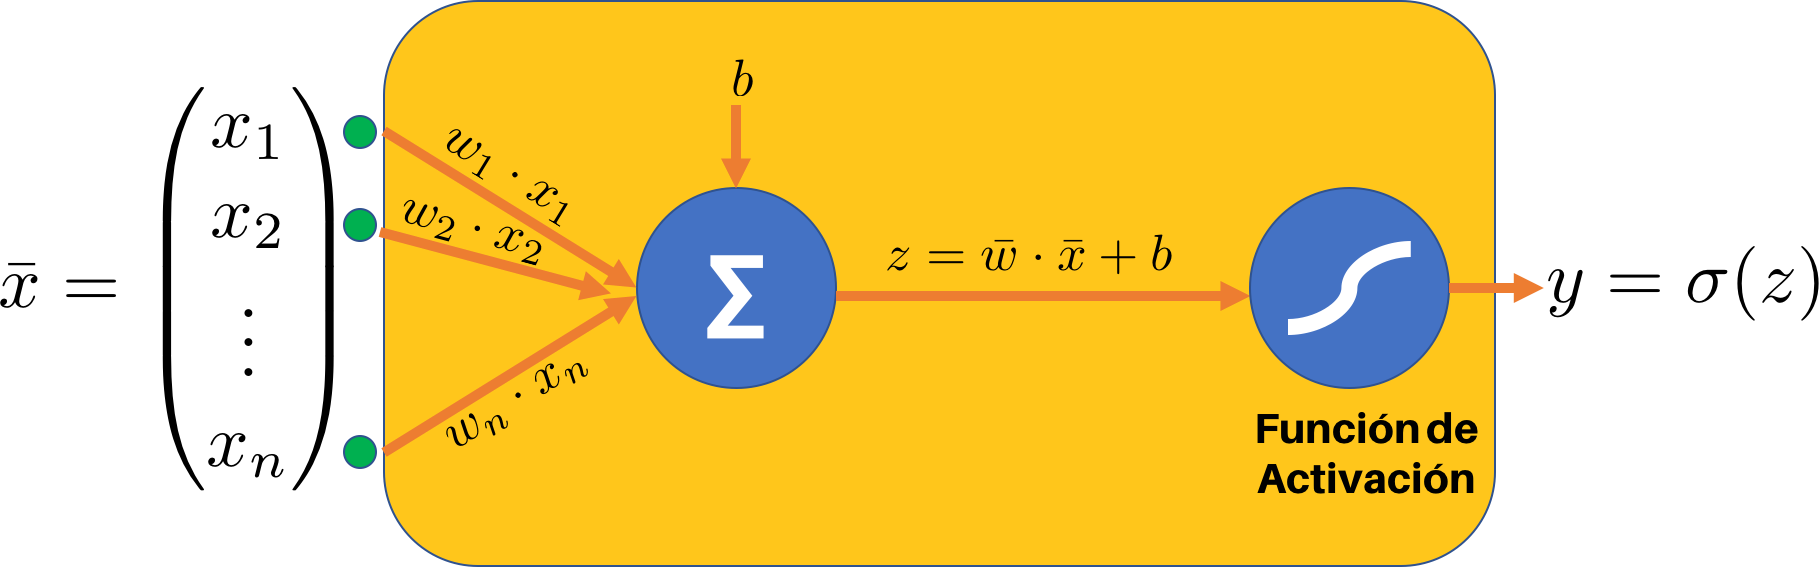 x̄ =
x₁
x₂
⋮
xₙ
w₁ · x₁
w₂ · x₂
wₙ · xₙ
b
Σ
z = w̄ · x̄ + b
Función de
Activación
y = σ(z)